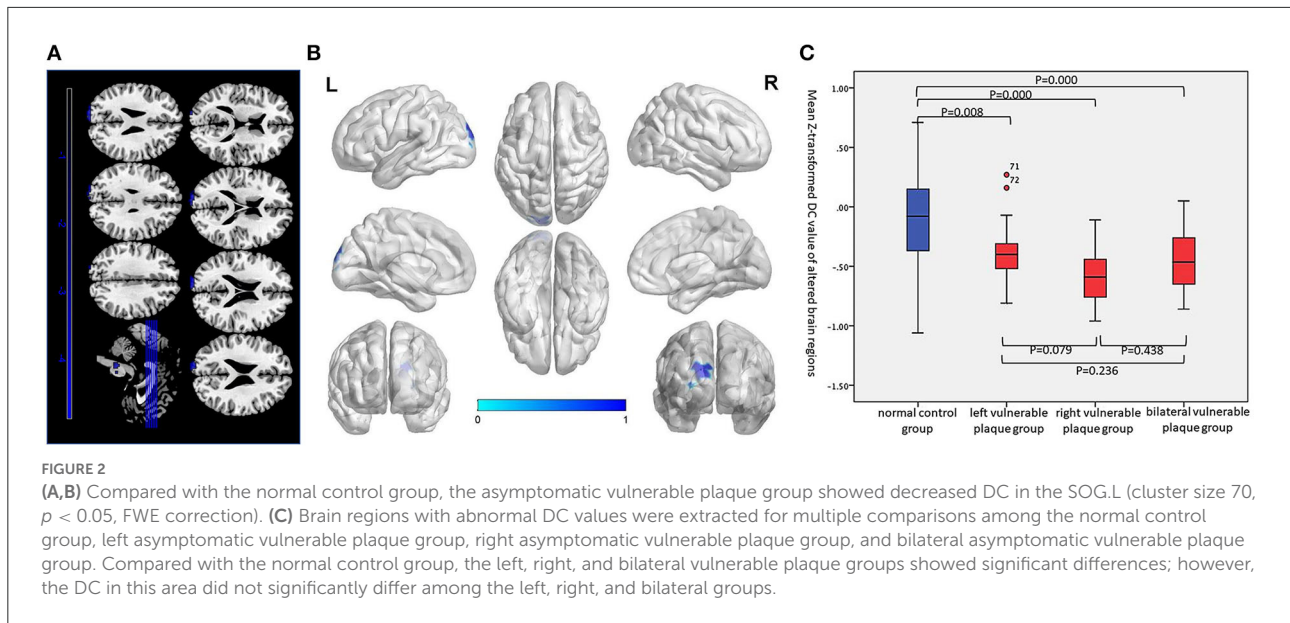 A
B
C
L
R
0
1
Mean Z-transformed DC value of altered brain regions
1.00
.50
.00
-.50
-1.00
-1.50
P=0.000
P=0.000
P=0.008
71
72
P=0.079
P=0.438
P=0.236
normal control group
left vulnerable plaque group
right vulnerable plaque group
bilateral vulnerable plaque group
FIGURE 2
(A,B) Compared with the normal control group, the asymptomatic vulnerable plaque group showed decreased DC in the SOG.L (cluster size 70,
p < 0.05, FWE correction). (C) Brain regions with abnormal DC values were extracted for multiple comparisons among the normal control
group, left asymptomatic vulnerable plaque group, right asymptomatic vulnerable plaque group, and bilateral asymptomatic vulnerable plaque
group. Compared with the normal control group, the left, right, and bilateral vulnerable plaque groups showed significant differences; however,
the DC in this area did not significantly differ among the left, right, and bilateral groups.